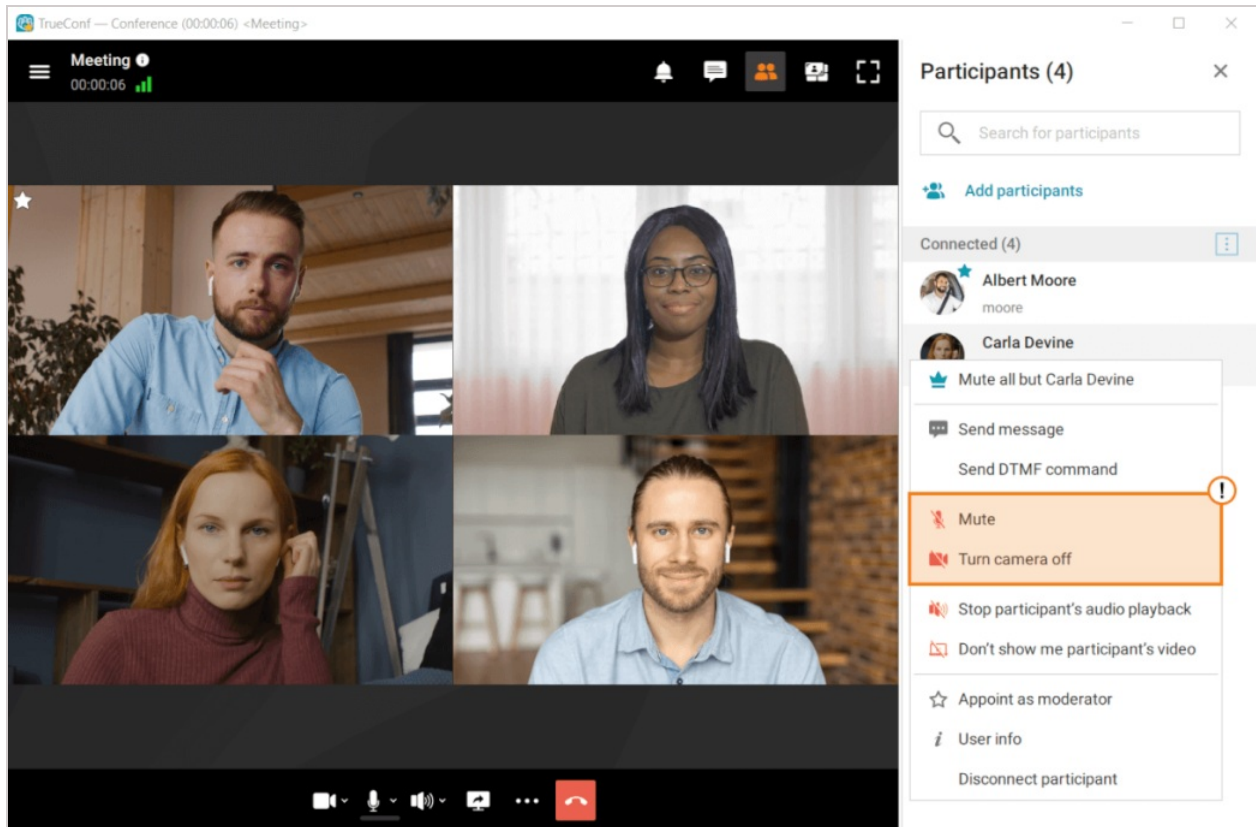 TrueConf — Conference (00:00:06) <Meeting>
Meeting
00:00:06
Participants (4)
Search for participants
Add participants
Connected (4)
Albert Moore
moore
Carla Devine
Mute all but Carla Devine
Send message
Send DTMF command
!
Mute
Turn camera off
Stop participant's audio playback
Don't show me participant's video
Appoint as moderator
User info
Disconnect participant